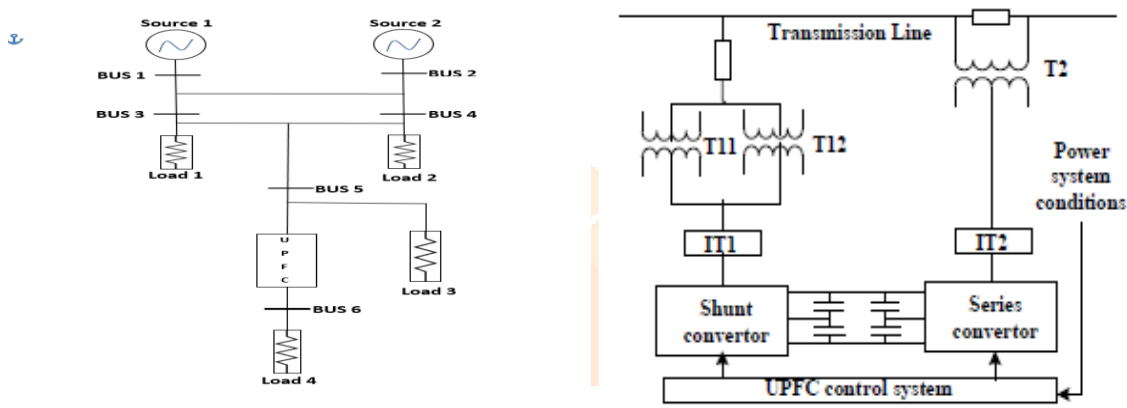 Source 1
Source 2
BUS 1
BUS 2
BUS 3
BUS 4
Load 1
Load 2
BUS 5
U
P
F
C
Load 3
BUS 6
Load 4
Transmission Line
T2
T11
T12
Power
system
conditions
IT1
IT2
Shunt
convertor
Series
convertor
UPFC control system